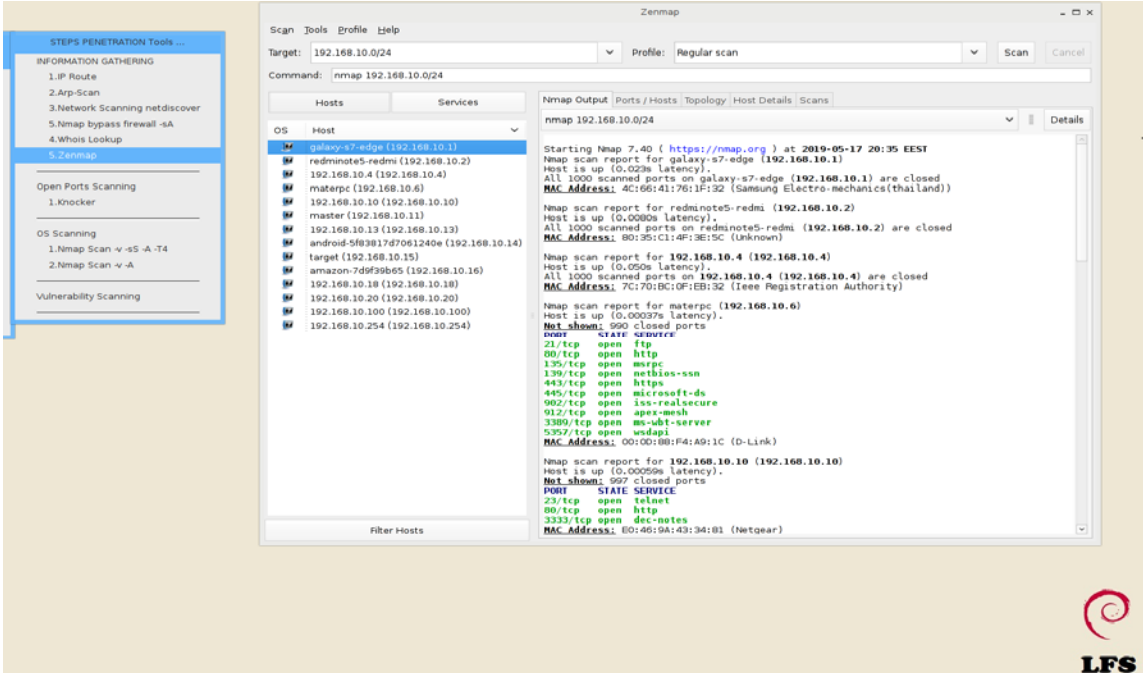 STEPS PENETRATION Tools ...
INFORMATION GATHERING
1.IP Route
2.Arp-Scan
3.Network Scanning netdiscover
5.Nmap bypass firewall -sA
4.Whois Lookup
5.Zenmap
Open Ports Scanning
1.Knocker
OS Scanning
1.Nmap Scan -v -sS -A -T4
2.Nmap Scan -v -A
Vulnerability Scanning
Zenmap
Scan Tools Profile Help
Target: 192.168.10.0/24 Profile: Regular scan Scan Cancel
Command: nmap 192.168.10.0/24
Hosts Services
OS Host
galaxy-s7-edge (192.168.10.1)
redminote5-redmi (192.168.10.2)
192.168.10.4 (192.168.10.4)
materpc (192.168.10.6)
192.168.10.10 (192.168.10.10)
master (192.168.10.11)
192.168.10.13 (192.168.10.13)
android-5f83817d7061240e (192.168.10.14)
target (192.168.10.15)
amazon-7d9f39b65 (192.168.10.16)
192.168.10.18 (192.168.10.18)
192.168.10.20 (192.168.10.20)
192.168.10.100 (192.168.10.100)
192.168.10.254 (192.168.10.254)
Filter Hosts
Nmap Output Ports / Hosts Topology Host Details Scans
nmap 192.168.10.0/24 Details
Starting Nmap 7.40 ( https://nmap.org ) at 2019-05-17 20:35 EEST
Nmap scan report for galaxy-s7-edge (192.168.10.1)
Host is up (0.023s latency).
All 1000 scanned ports on galaxy-s7-edge (192.168.10.1) are closed
MAC Address: 4C:66:41:76:1F:32 (Samsung Electro-mechanics(thailand))
Nmap scan report for redminote5-redmi (192.168.10.2)
Host is up (0.0080s latency).
All 1000 scanned ports on redminote5-redmi (192.168.10.2) are closed
MAC Address: 80:35:C1:4F:3E:5C (Unknown)
Nmap scan report for 192.168.10.4 (192.168.10.4)
Host is up (0.050s latency).
All 1000 scanned ports on 192.168.10.4 (192.168.10.4) are closed
MAC Address: 7C:70:BC:0F:EB:32 (Ieee Registration Authority)
Nmap scan report for materpc (192.168.10.6)
Host is up (0.00037s latency).
Not shown: 990 closed ports
PORT STATE SERVICE
21/tcp open ftp
80/tcp open http
135/tcp open msrpc
139/tcp open netbios-ssn
443/tcp open https
445/tcp open microsoft-ds
902/tcp open iss-realsecure
912/tcp open apex-mesh
3389/tcp open ms-wbt-server
5357/tcp open wsdapi
MAC Address: 00:0D:88:F4:A9:1C (D-Link)
Nmap scan report for 192.168.10.10 (192.168.10.10)
Host is up (0.00059s latency).
Not shown: 997 closed ports
PORT STATE SERVICE
23/tcp open telnet
80/tcp open http
3333/tcp open dec-notes
MAC Address: E0:46:9A:43:34:81 (Netgear)
LFS